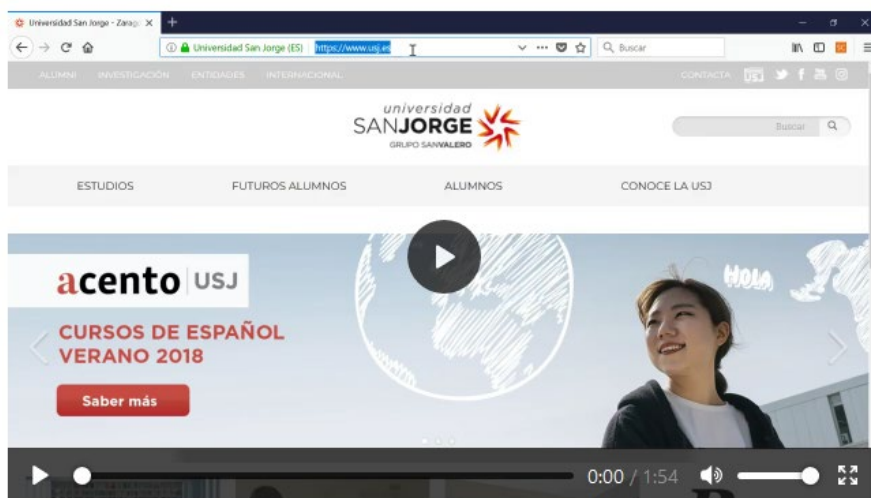 Universidad San Jorge - Zarago
Universidad San Jorge (ES) https://www.usj.es Buscar
ALUMNI INVESTIGACIÓN ENTIDADES INTERNACIONAL CONTACTA USJ
universidad
SANJORGE
GRUPO SANVALERO
Buscar
ESTUDIOS FUTUROS ALUMNOS ALUMNOS CONOCE LA USJ
acento USJ
HOLA
CURSOS DE ESPAÑOL
VERANO 2018
Saber más
0:00 / 1:54